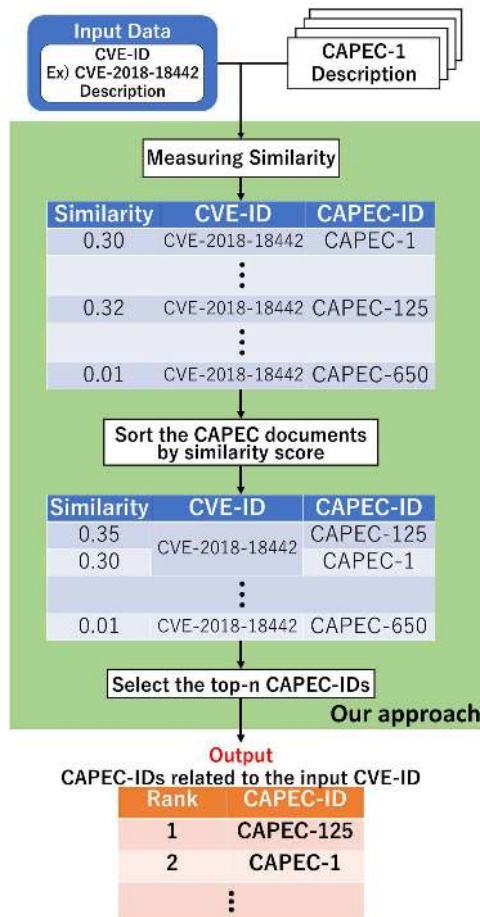 Input Data
CVE-ID
Ex) CVE-2018-18442
Description
CAPEC-1
Description
Measuring Similarity
Similarity CVE-ID CAPEC-ID
0.30 CVE-2018-18442 CAPEC-1
⋮
0.32 CVE-2018-18442 CAPEC-125
⋮
0.01 CVE-2018-18442 CAPEC-650
Sort the CAPEC documents
by similarity score
Similarity CVE-ID CAPEC-ID
0.35 CVE-2018-18442 CAPEC-125
0.30 CAPEC-1
⋮
0.01 CVE-2018-18442 CAPEC-650
Select the top-n CAPEC-IDs
Our approach
Output
CAPEC-IDs related to the input CVE-ID
Rank CAPEC-ID
1 CAPEC-125
2 CAPEC-1
⋮